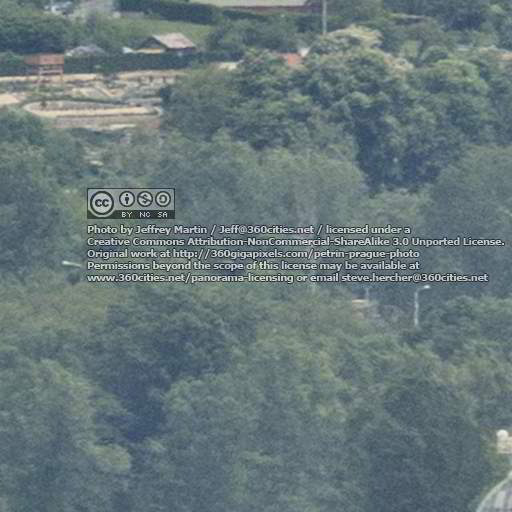 cc BY NC SA
Photo by Jeffrey Martin / Jeff@360cities.net / licensed under a
Creative Commons Attribution-NonCommercial-ShareAlike 3.0 Unported License.
Original work at http://360gigapixels.com/petrin-prague-photo
Permissions beyond the scope of this license may be available at
www.360cities.net/panorama-licensing or email steve.hercher@360cities.net